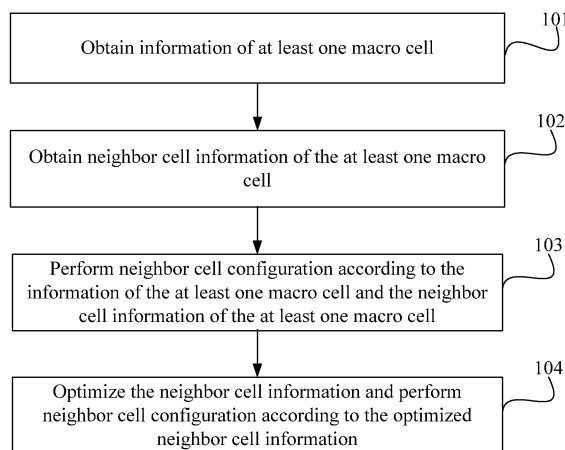 101
Obtain information of at least one macro cell
102
Obtain neighbor cell information of the at least one macro
cell
103
Perform neighbor cell configuration according to the
information of the at least one macro cell and the neighbor
cell information of the at least one macro cell
104
Optimize the neighbor cell information and perform
neighbor cell configuration according to the optimized
neighbor cell information